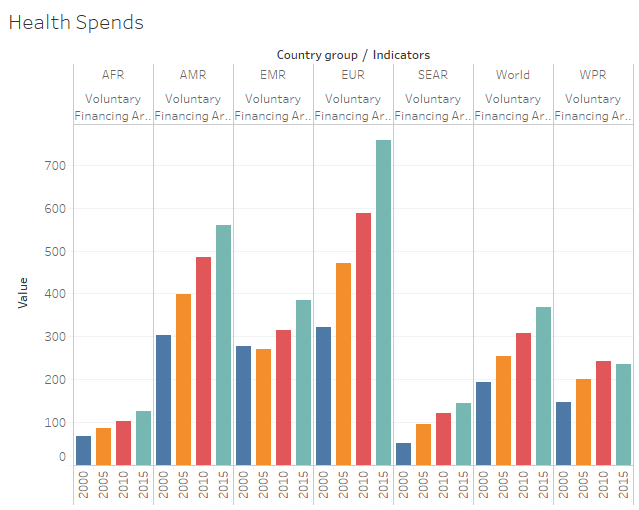 Health Spends
Country group / Indicators
AFR AMR EMR EUR SEAR World WPR
Voluntary Voluntary Voluntary Voluntary Voluntary Voluntary Voluntary
Financing Ar.. Financing Ar.. Financing Ar.. Financing Ar.. Financing Ar.. Financing Ar.. Financing Ar..
700
600
500
400
300
200
100
0
Value
2000 2005 2010 2015 2000 2005 2010 2015 2000 2005 2010 2015 2000 2005 2010 2015 2000 2005 2010 2015 2000 2005 2010 2015 2000 2005 2010 2015